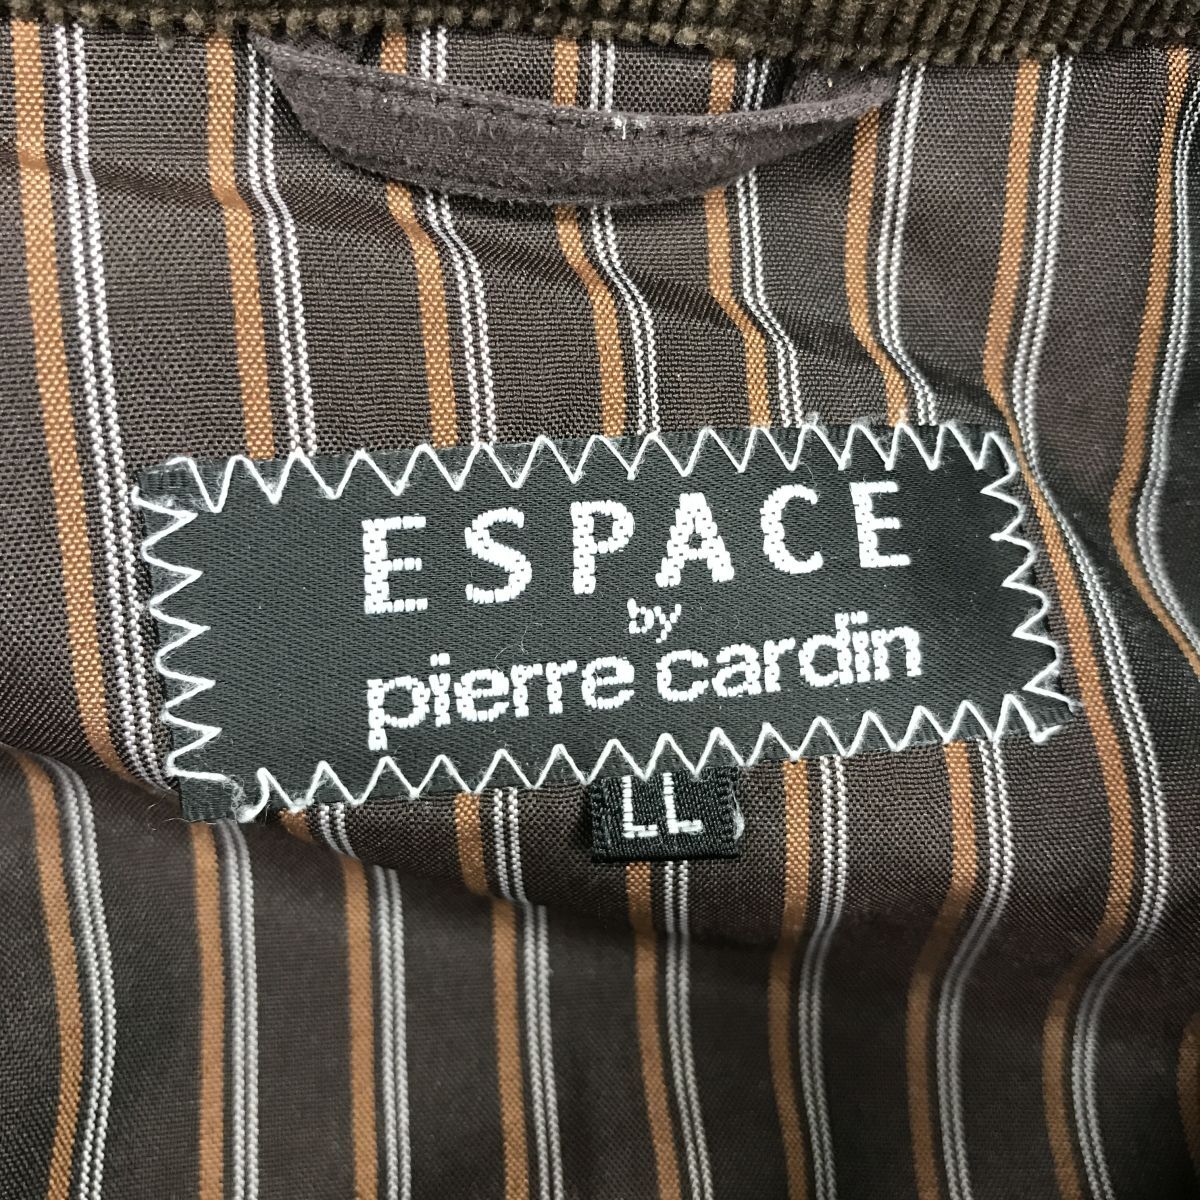 ESPACE
by
pierre cardin
LL